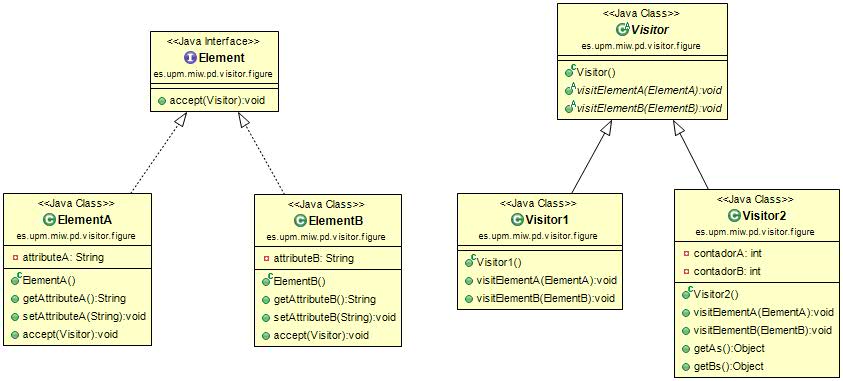 <<Java Interface>>
Element
es.upm.miw.pd.visitor.figure
accept(Visitor):void
<<Java Class>>
Visitor
es.upm.miw.pd.visitor.figure
Visitor()
visitElementA(ElementA):void
visitElementB(ElementB):void
<<Java Class>>
ElementA
es.upm.miw.pd.visitor.figure
attributeA: String
ElementA()
getAttributeA():String
setAttributeA(String):void
accept(Visitor):void
<<Java Class>>
ElementB
es.upm.miw.pd.visitor.figure
attributeB: String
ElementB()
getAttributeB():String
setAttributeB(String):void
accept(Visitor):void
<<Java Class>>
Visitor1
es.upm.miw.pd.visitor.figure
Visitor1()
visitElementA(ElementA):void
visitElementB(ElementB):void
<<Java Class>>
Visitor2
es.upm.miw.pd.visitor.figure
contadorA: int
contadorB: int
Visitor2()
visitElementA(ElementA):void
visitElementB(ElementB):void
getAs():Object
getBs():Object